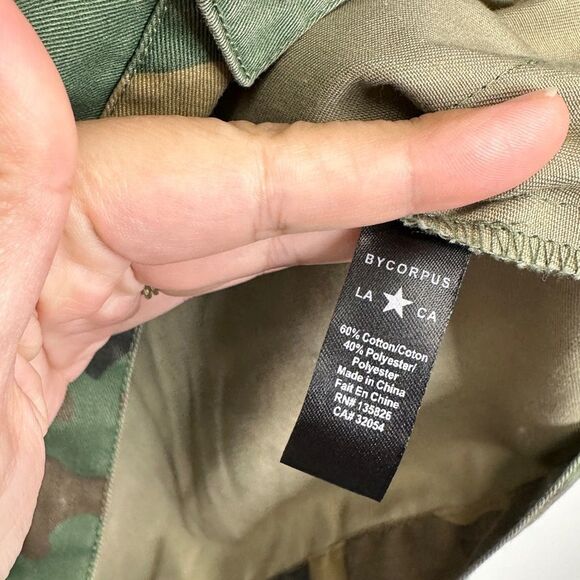 BYCORPUS
LA ★ CA
60% Cotton/Coton
40% Polyester/
Polyester
Made in China
Fait En Chine
RN# 135826
CA# 32054